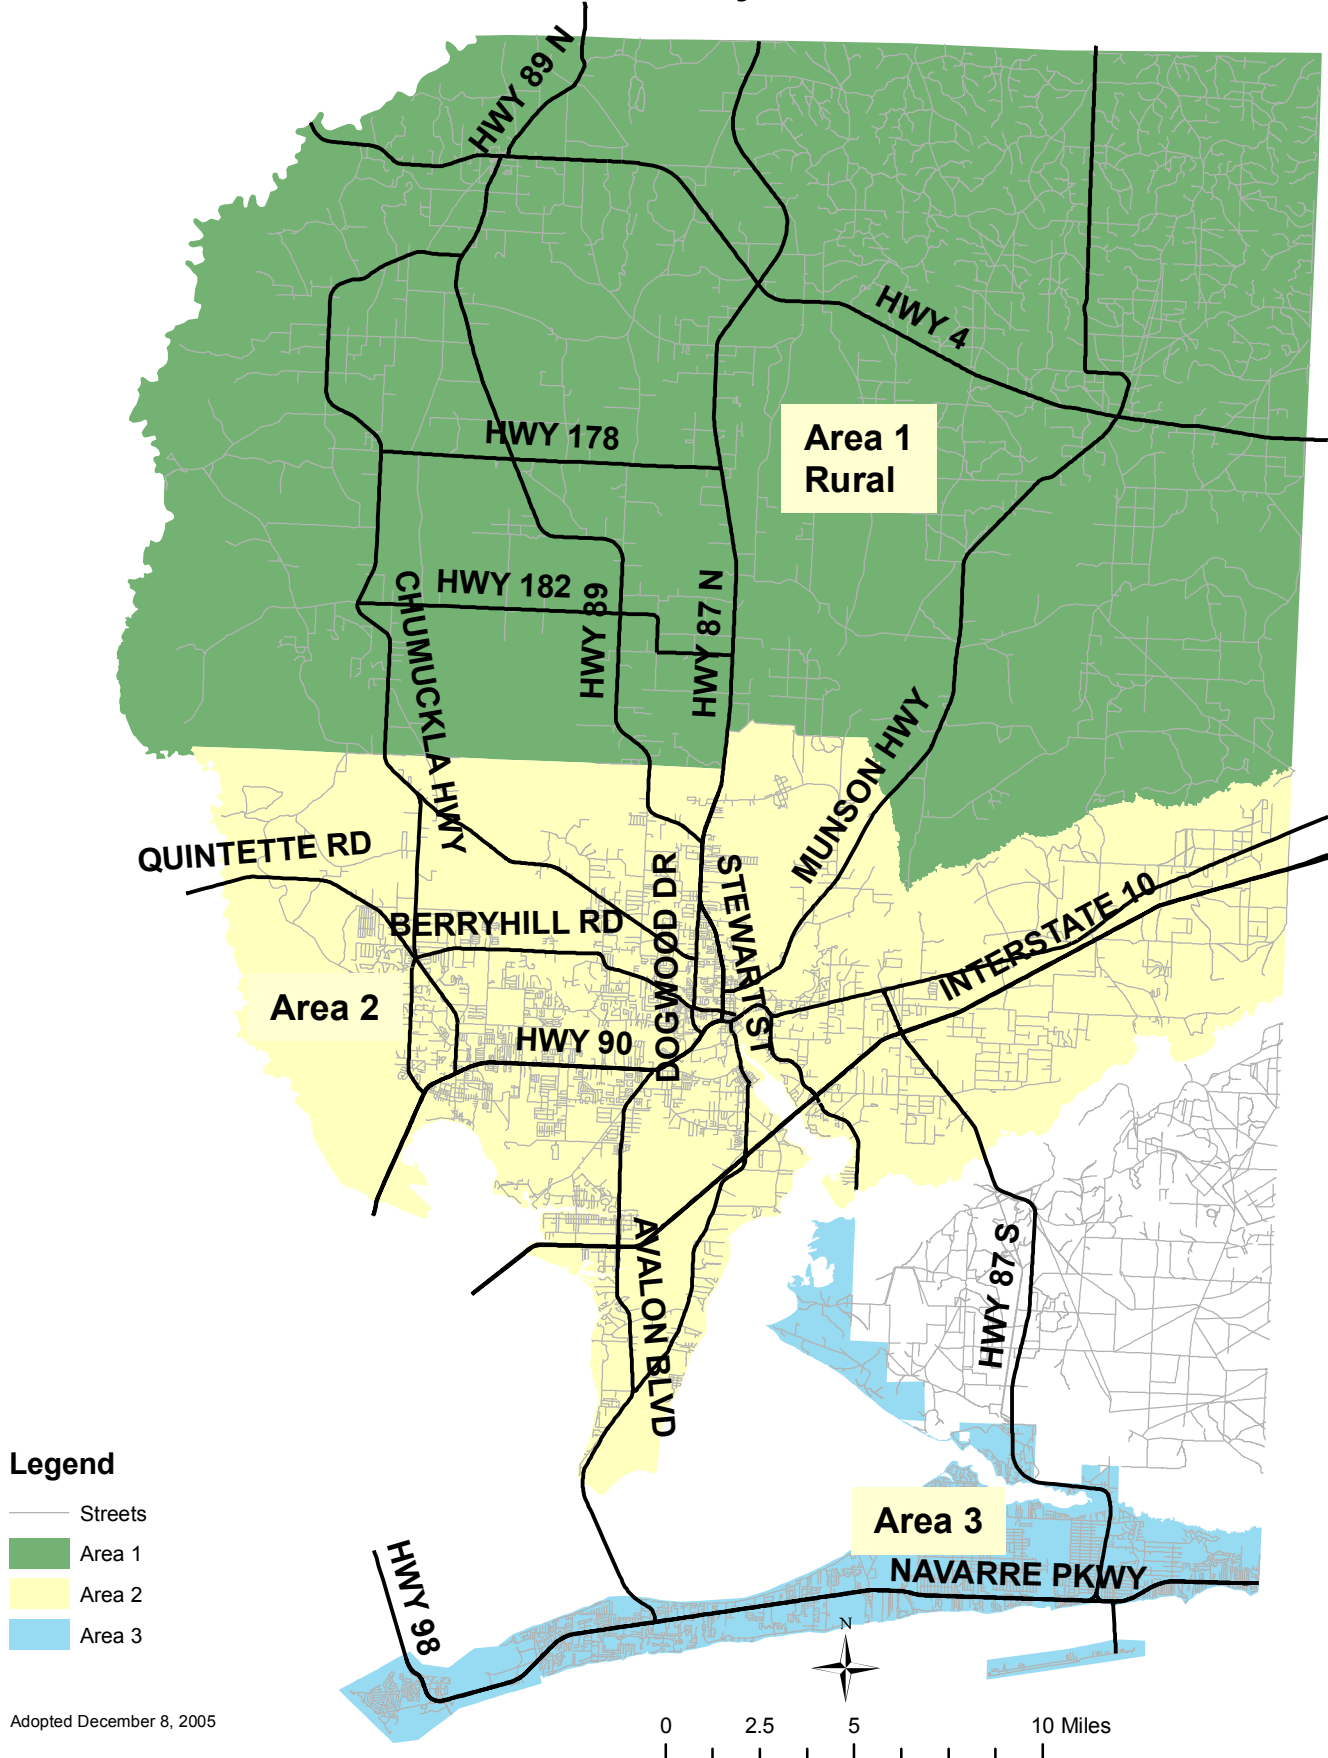 HWY 89 N
HWY 4
HWY 178
Area 1
Rural
HWY 182
HWY 89
HWY 87 N
CHUMUCKLA HWY
MUNSON HWY
QUINTETTE RD
BERRYHILL RD
DOGWOOD DR
STEWART ST
INTERSTATE 10
Area 2
HWY 90
AVALON BLVD
HWY 87 S
Legend
Streets
Area 1
Area 2
Area 3
Area 3
NAVARRE PKWY
HWY 98
N
Adopted December 8, 2005
0 2.5 5 10 Miles